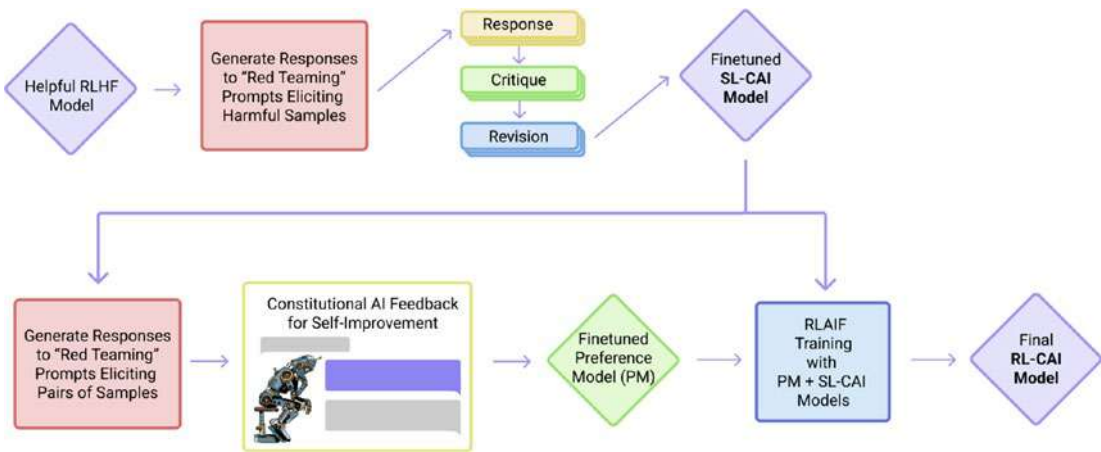 Helpful RLHF
Model
Generate Responses
to “Red Teaming”
Prompts Eliciting
Harmful Samples
Response
Critique
Revision
Finetuned
SL-CAI
Model
Generate Responses
to “Red Teaming”
Prompts Eliciting
Pairs of Samples
Constitutional AI Feedback
for Self-Improvement
Finetuned
Preference
Model (PM)
RLAIF
Training
with
PM + SL-CAI
Models
Final
RL-CAI
Model